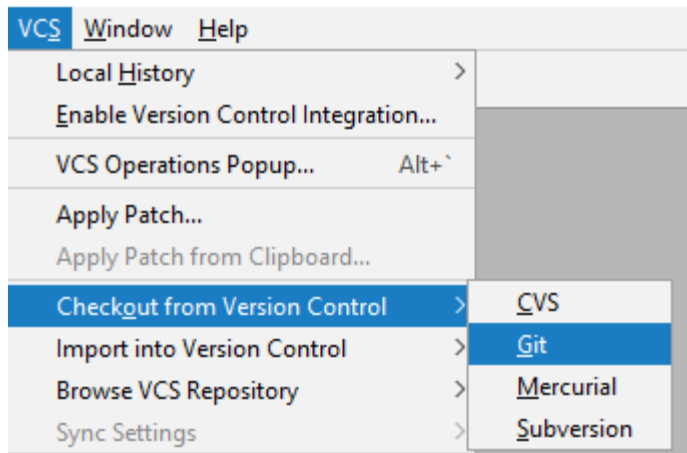 VCS Window Help
Local History >
Enable Version Control Integration...
VCS Operations Popup... Alt+`
Apply Patch...
Apply Patch from Clipboard...
Checkout from Version Control >
CVS
Import into Version Control >
Git
Browse VCS Repository >
Mercurial
Sync Settings >
Subversion